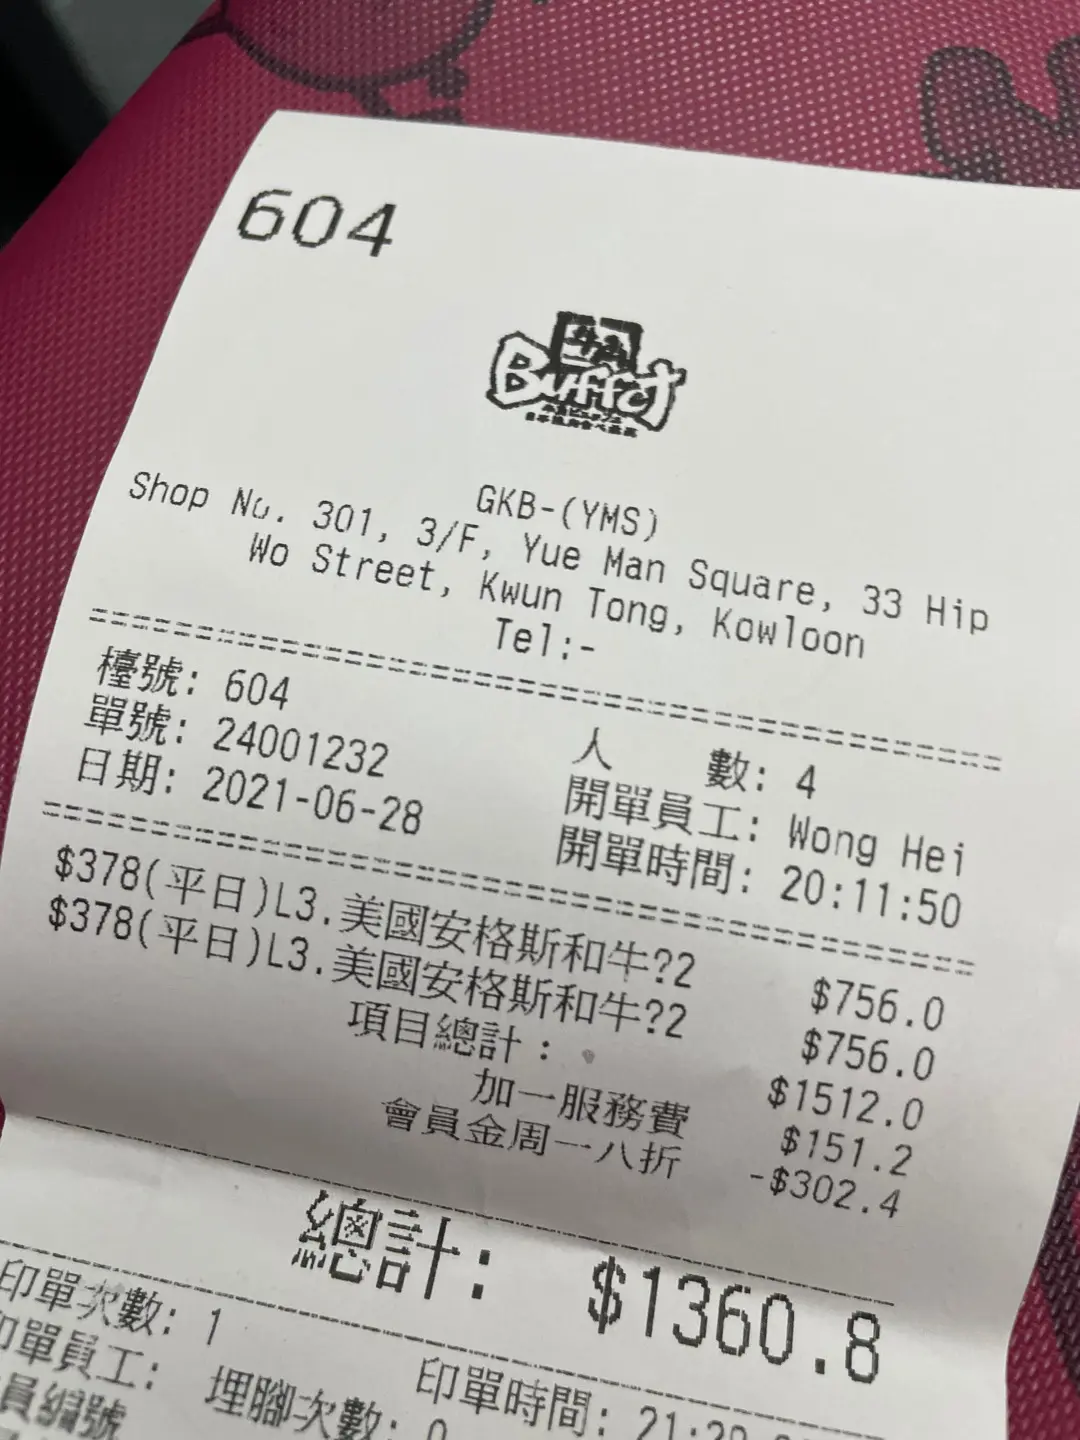 604
Buffet
GKB-(YMS)
Shop No. 301, 3/F, Yue Man Square, 33 Hip
Wo Street, Kwun Tong, Kowloon
Tel:-
檯號: 604
人 數: 4
單號: 24001232
開單員工: Wong Hei
日期: 2021-06-28
開單時間: 20:11:50
$378(平日)L3.美國安格斯和牛?2 $756.0
$378(平日)L3.美國安格斯和牛?2 $756.0
項目總計: $1512.0
加一服務費 $151.2
會員金周一八折 -$302.4
總計: $1360.8
印單次數: 1
印單時間: 21:29
印單員工:
埋腳次數: 0
員編號